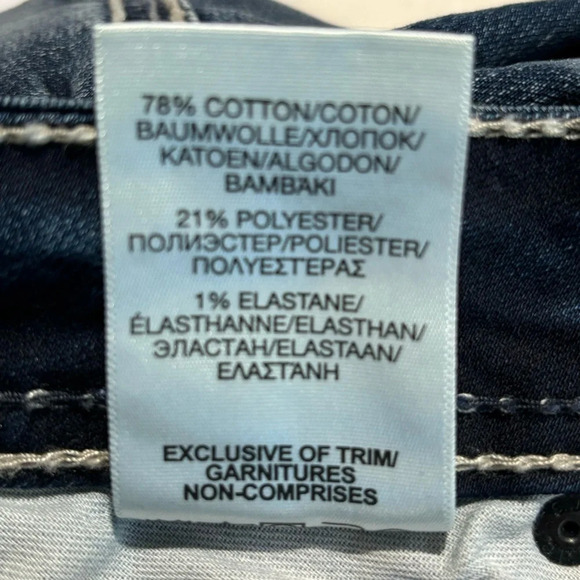 78% COTTON/COTON/
BAUMWOLLE/ХЛОПОК/
KATOEN/ALGODON/
ΒΑΜΒΑΚΙ
21% POLYESTER/
ПОЛИЭСТЕР/POLIESTER/
ΠΟΛΥΕΣΤΕΡΑΣ
1% ELASTANE/
ÉLASTHANNE/ELASTHAN/
ЭЛАСТАН/ELASTAAN/
ΕΛΑΣΤΑΝΗ
EXCLUSIVE OF TRIM/
GARNITURES
NON-COMPRISES